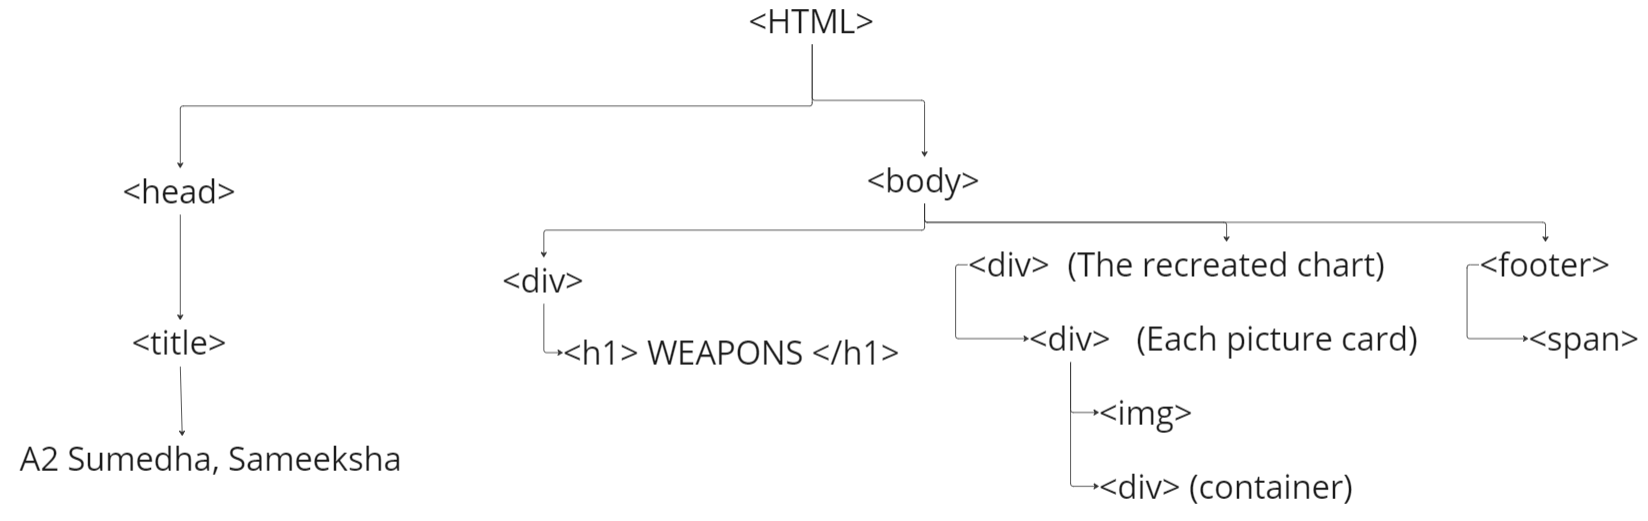 <HTML>
<head>
<body>
<div>
<div> (The recreated chart)
<footer>
<title>
<h1> WEAPONS </h1>
<div> (Each picture card)
<span>
<img>
A2 Sumedha, Sameeksha
<div> (container)